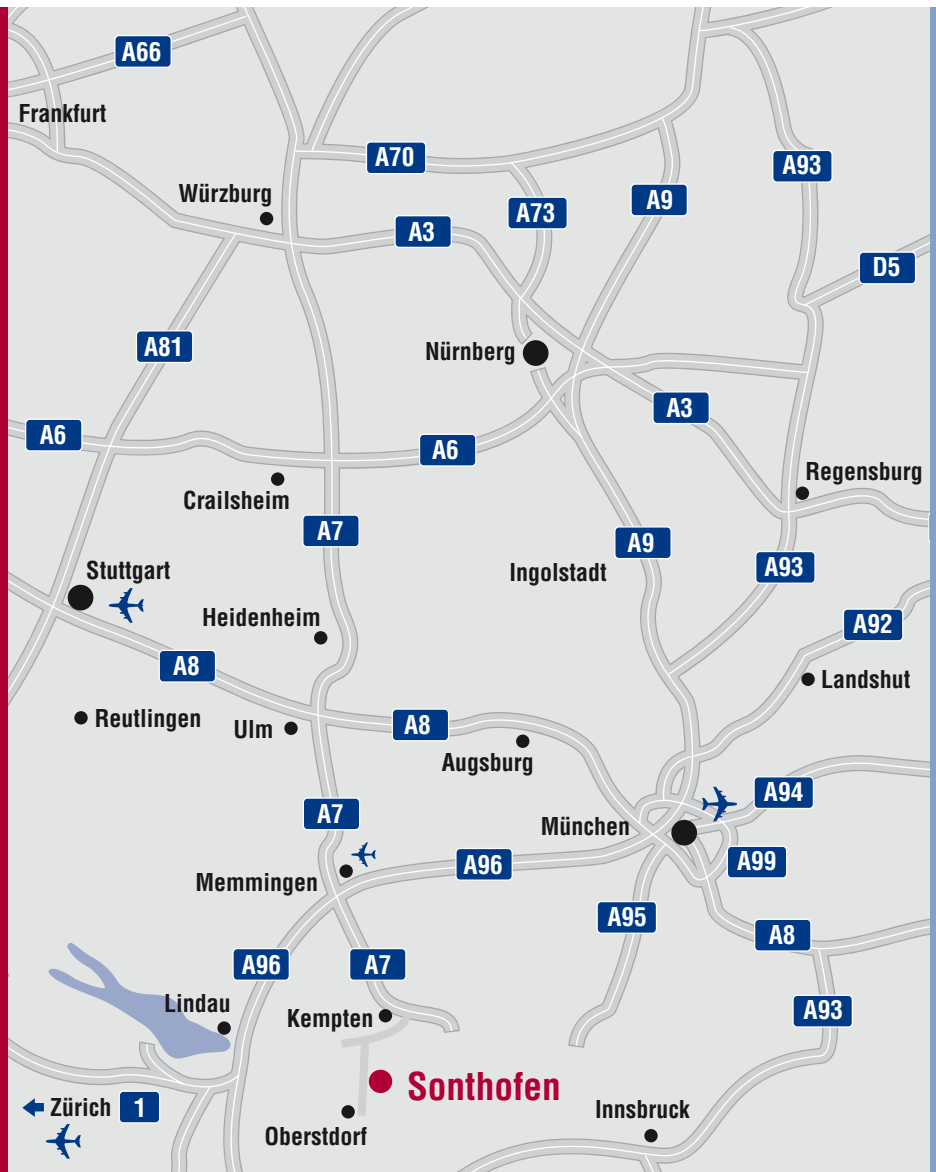 A66
Frankfurt
A70
A93
Würzburg
A73
A9
A3
D5
A81
Nürnberg
A3
A6
A6
Regensburg
Crailsheim
A7
A9
Ingolstadt
A93
Stuttgart
Heidenheim
A92
A8
Landshut
Reutlingen
Ulm
A8
Augsburg
A94
A7
München
A96
A99
Memmingen
A95
A8
A96
A7
Lindau
Kempten
A93
Sonthofen
Zürich 1
Innsbruck
Oberstdorf